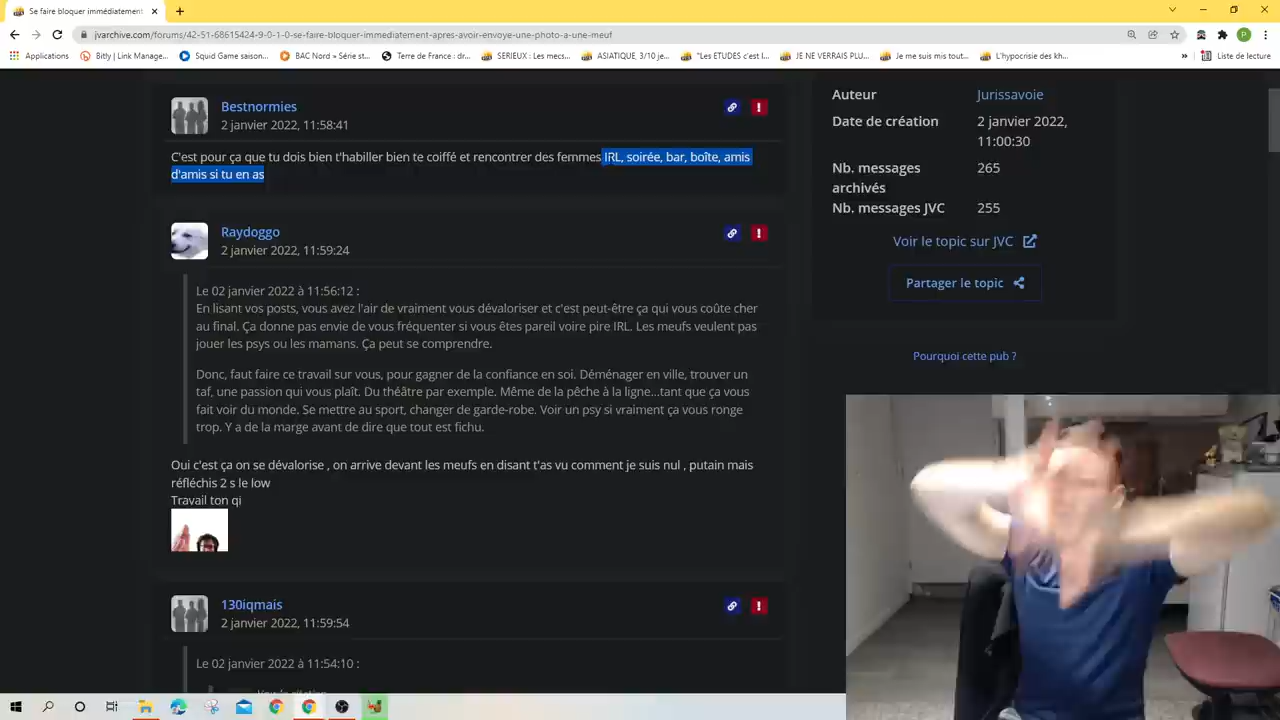 Se faire bloquer immédiatement
jvarchive.com/forums/42-51-68615424-9-0-1-0-se-faire-bloquer-immediatement-apres-avoir-envoye-une-photo-a-une-meuf
P
Applications
Bitly | Link Manage...
Squid Game saison...
BAC Nord » Série st...
Terre de France : dr...
SERIEUX : Les mecs...
ASIATIQUE, 3/10 je...
"Les ETUDES c'est l...
JE NE VERRAIS PLU...
Je me suis mis tout...
L'hypocrisie des kh...
»
Liste de lecture
Bestnormies
2 janvier 2022, 11:58:41
C'est pour ça que tu dois bien t'habiller bien te coiffé et rencontrer des femmes IRL, soirée, bar, boîte, amis
d'amis si tu en as
Raydoggo
2 janvier 2022, 11:59:24
Le 02 janvier 2022 à 11:56:12 :
En lisant vos posts, vous avez l'air de vraiment vous dévaloriser et c'est peut-être ça qui vous coûte cher
au final. Ça donne pas envie de vous fréquenter si vous êtes pareil voire pire IRL. Les meufs veulent pas
jouer les psys ou les mamans. Ça peut se comprendre.
Donc, faut faire ce travail sur vous, pour gagner de la confiance en soi. Déménager en ville, trouver un
taf, une passion qui vous plaît. Du théâtre par exemple. Même de la pêche à la ligne...tant que ça vous
fait voir du monde. Se mettre au sport, changer de garde-robe. Voir un psy si vraiment ça vous ronge
trop. Y a de la marge avant de dire que tout est fichu.
Oui c'est ça on se dévalorise , on arrive devant les meufs en disant t'as vu comment je suis nul , putain mais
réfléchis 2 s le low
Travail ton qi
130iqmais
2 janvier 2022, 11:59:54
Le 02 janvier 2022 à 11:54:10 :
Auteur
Jurissavoie
Date de création
2 janvier 2022,
11:00:30
Nb. messages
archivés
265
Nb. messages JVC
255
Voir le topic sur JVC
Partager le topic
Pourquoi cette pub ?